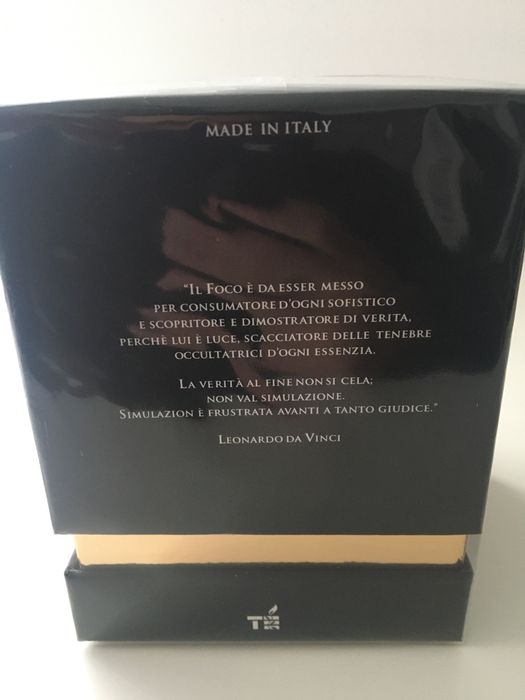 MADE IN ITALY
“IL FOCO È DA ESSER MESSO
PER CONSUMATORE D'OGNI SOFISTICO
E SCOPRITORE E DIMOSTRATORE DI VERITA,
PERCHÈ LUI È LUCE, SCACCIATORE DELLE TENEBRE
OCCULTATRICI D'OGNI ESSENZIA.
LA VERITÀ AL FINE NON SI CELA;
NON VAL SIMULAZIONE.
SIMULAZION È FRUSTRATA AVANTI A TANTO GIUDICE.”
LEONARDO DA VINCI